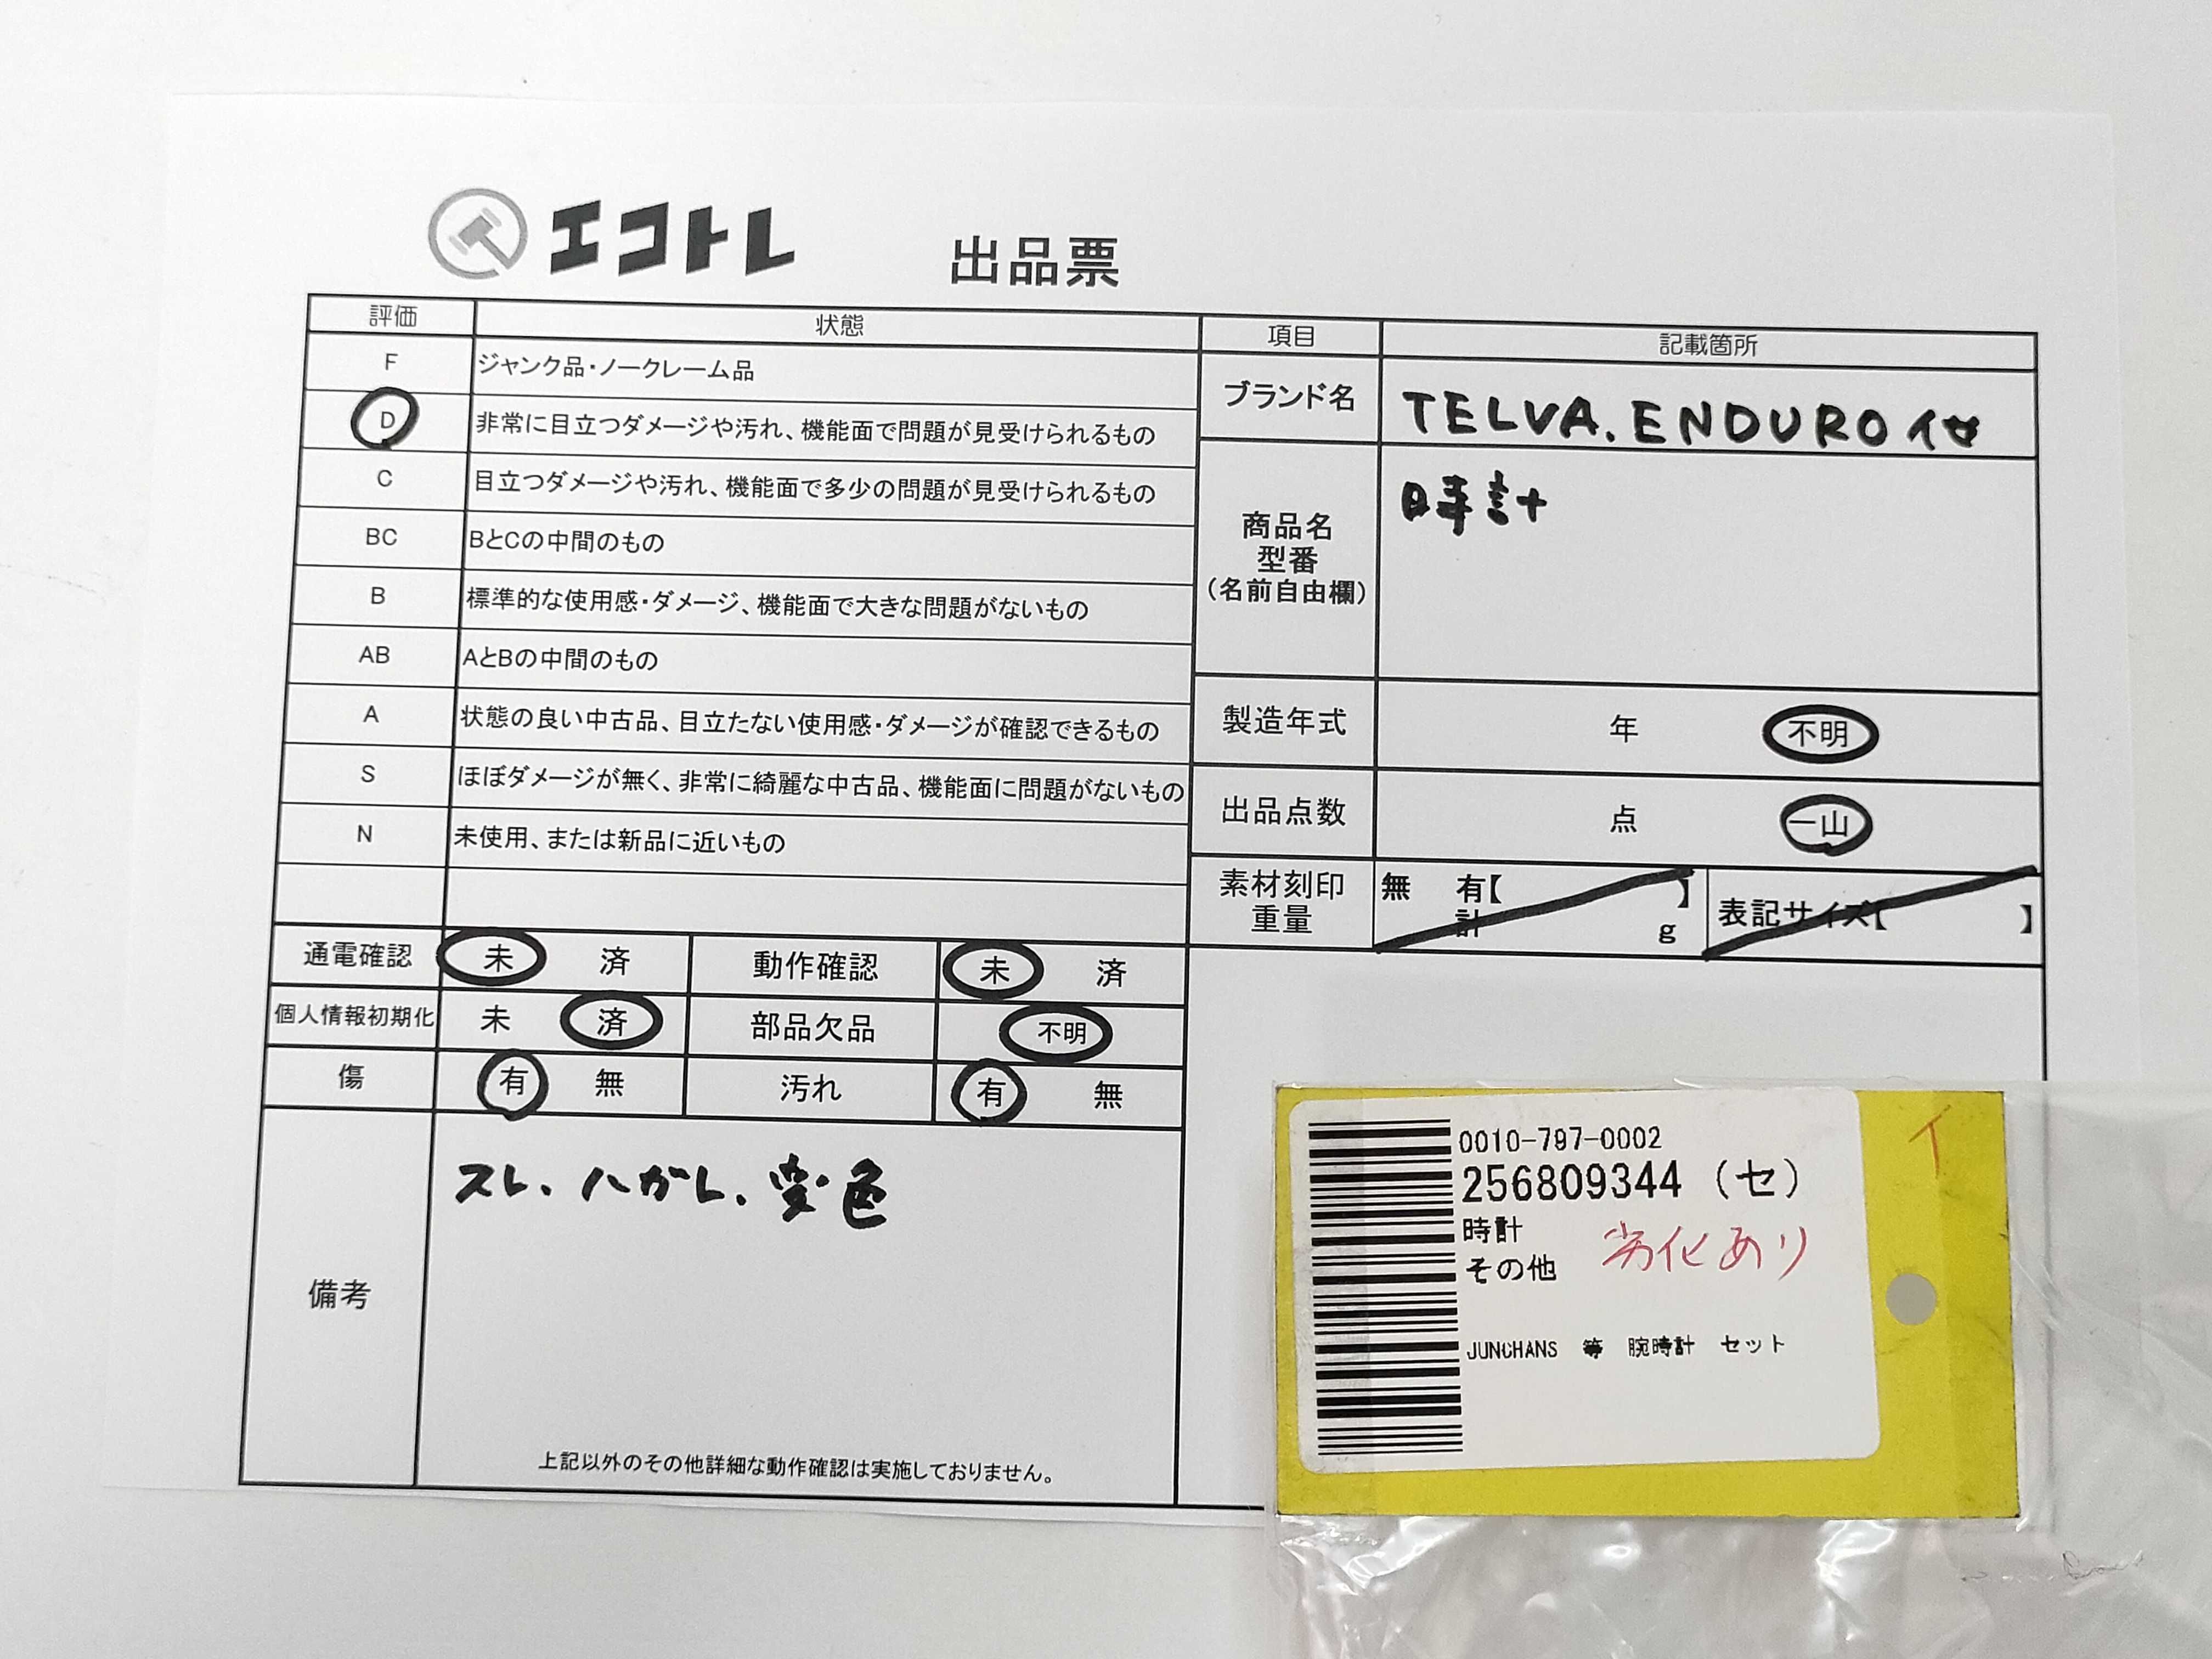 エコトレ
出品票
評価 状態 項目 記載箇所
F ジャンク品・ノークレーム品
D 非常に目立つダメージや汚れ、機能面で問題が見受けられるもの
C 目立つダメージや汚れ、機能面で多少の問題が見受けられるもの
BC BとCの中間のもの
B 標準的な使用感・ダメージ、機能面で大きな問題がないもの
AB AとBの中間のもの
A 状態の良い中古品、目立たない使用感・ダメージが確認できるもの
S ほぼダメージが無く、非常に綺麗な中古品、機能面に問題がないもの
N 未使用、または新品に近いもの
ブランド名 TELVA.ENDURO 他
商品名 時計
型番
(名前自由欄)
製造年式 年 不明
出品点数 点 一山
素材刻印 無 有【 】 表記サイズ【 】
重量 計 g
通電確認 未 済 動作確認 未 済
個人情報初期化 未 済 部品欠品 不明
傷 有 無 汚れ 有 無
備考
スレ、ハガレ、変色
上記以外のその他詳細な動作確認は実施しておりません。
イ
0010-797-0002
256809344 (セ)
時計
その他 劣化あり
JUNGHANS 等 腕時計 セット